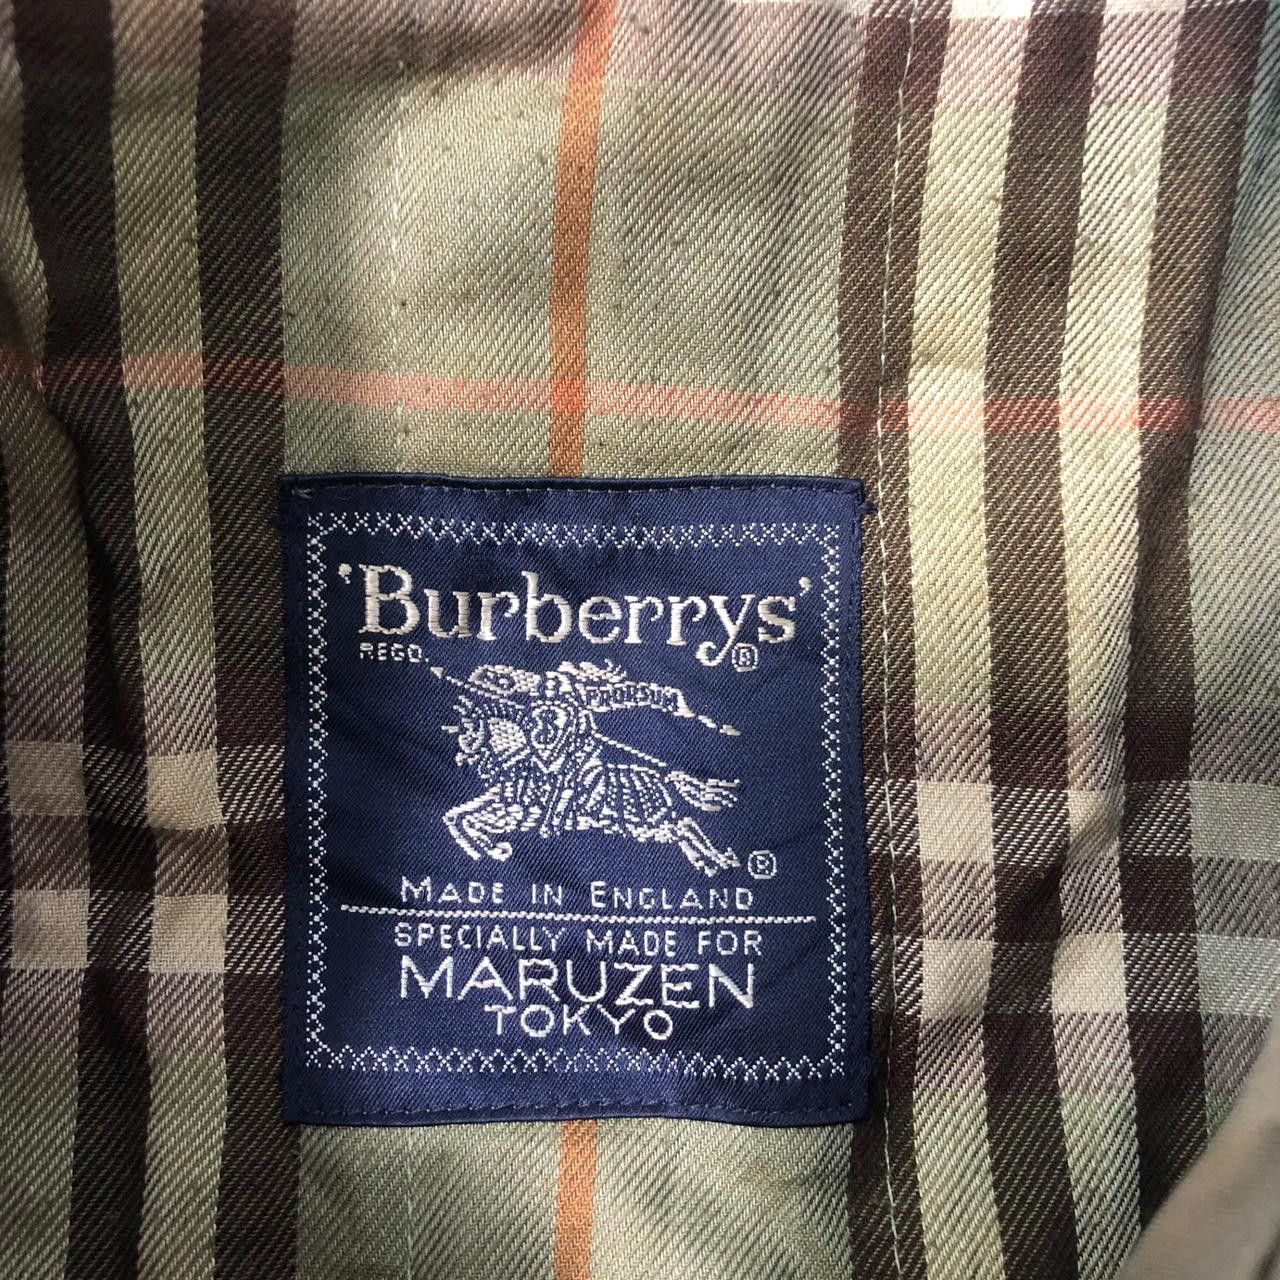 'Burberrys'
REGD. ®
PRORSUM
®
MADE IN ENGLAND
SPECIALLY MADE FOR
MARUZEN
TOKYO